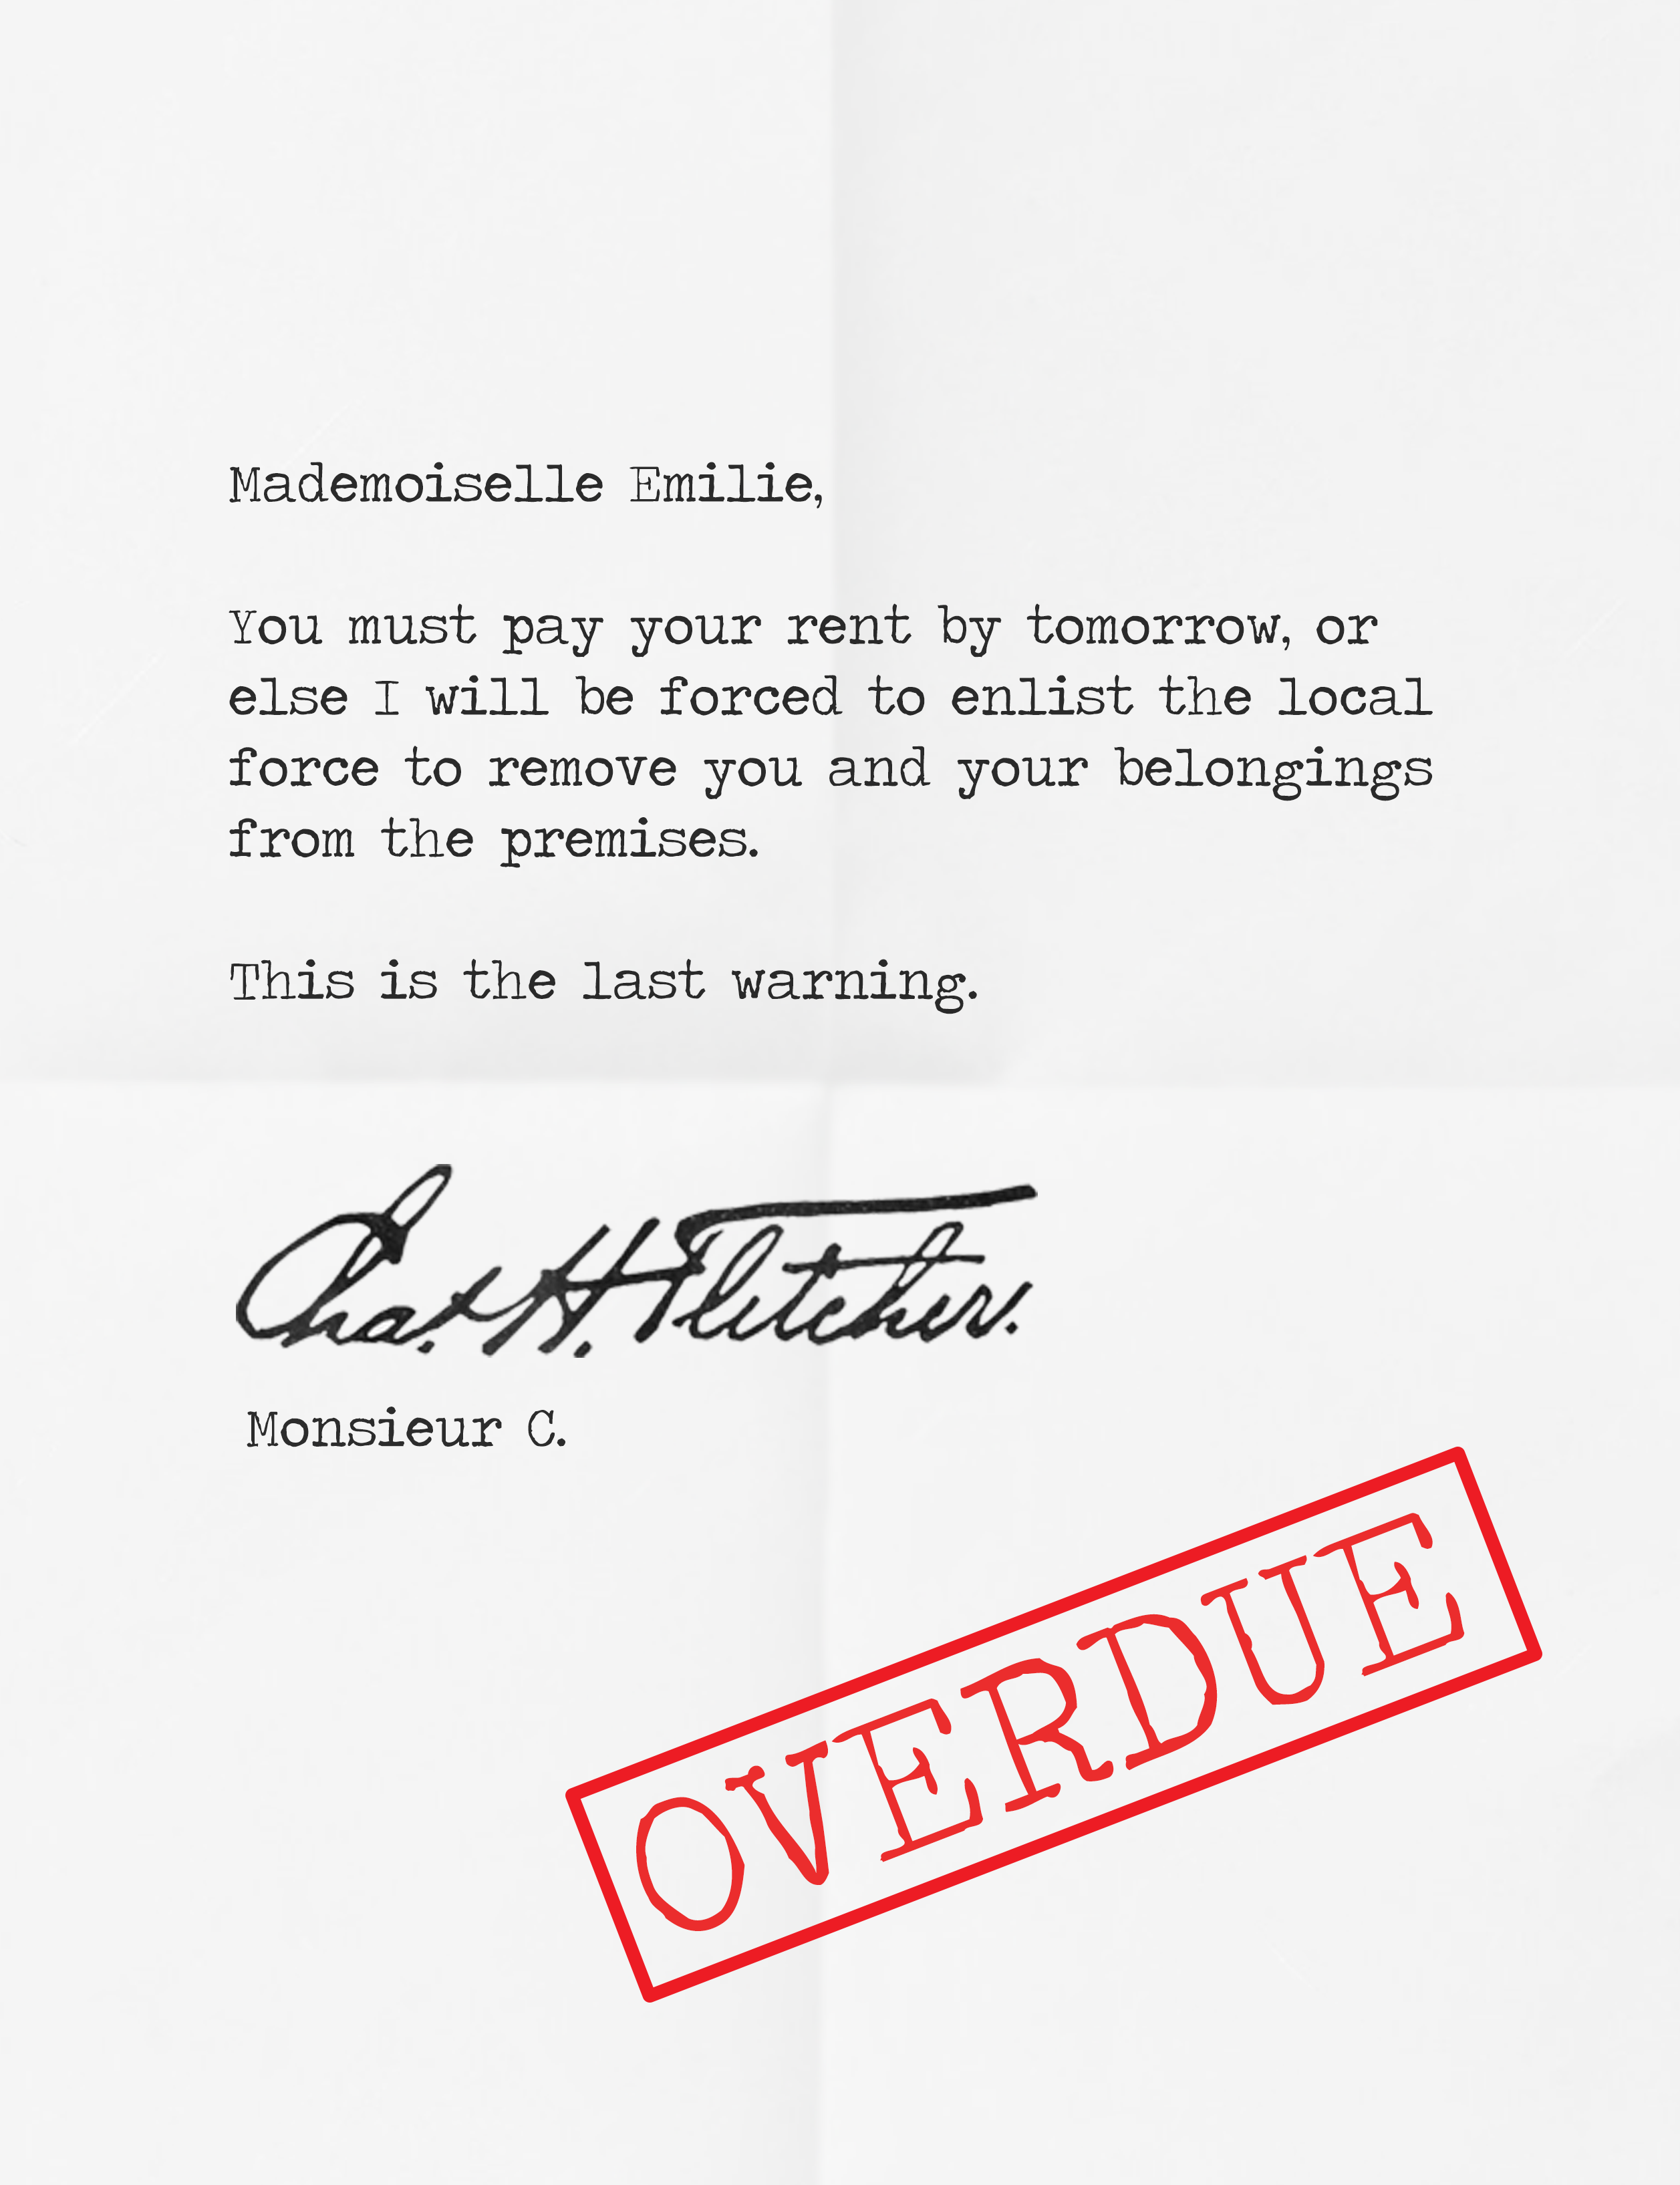 Mademoiselle Emilie,
You must pay your rent by tomorrow, or
else I will be forced to enlist the local
force to remove you and your belongings
from the premises.
This is the last warning.
Chas. H. Fletcher.
Monsieur C.
OVERDUE